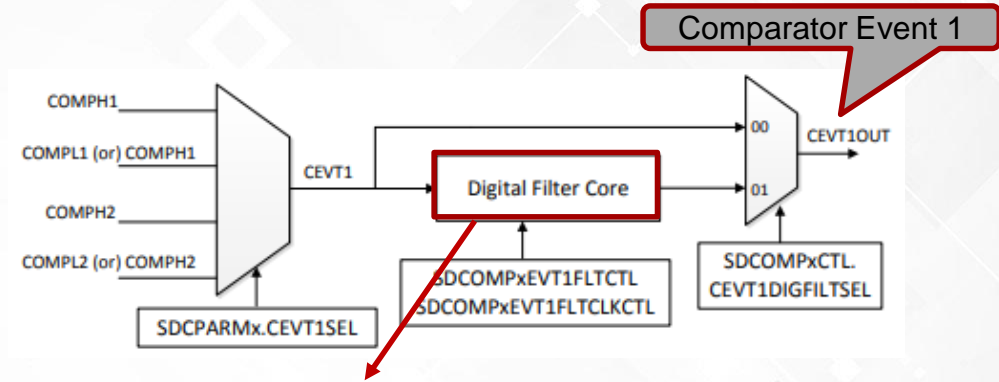 Comparator Event 1
COMPH1
COMPL1 (or) COMPH1
COMPH2
COMPL2 (or) COMPH2
CEVT1
Digital Filter Core
00
01
CEVT1OUT
SDCPARMx.CEVT1SEL
SDCOMPxEVT1FLTCTL
SDCOMPxEVT1FLTCLKCTL
SDCOMPxCTL.
CEVT1DIGFILTSEL